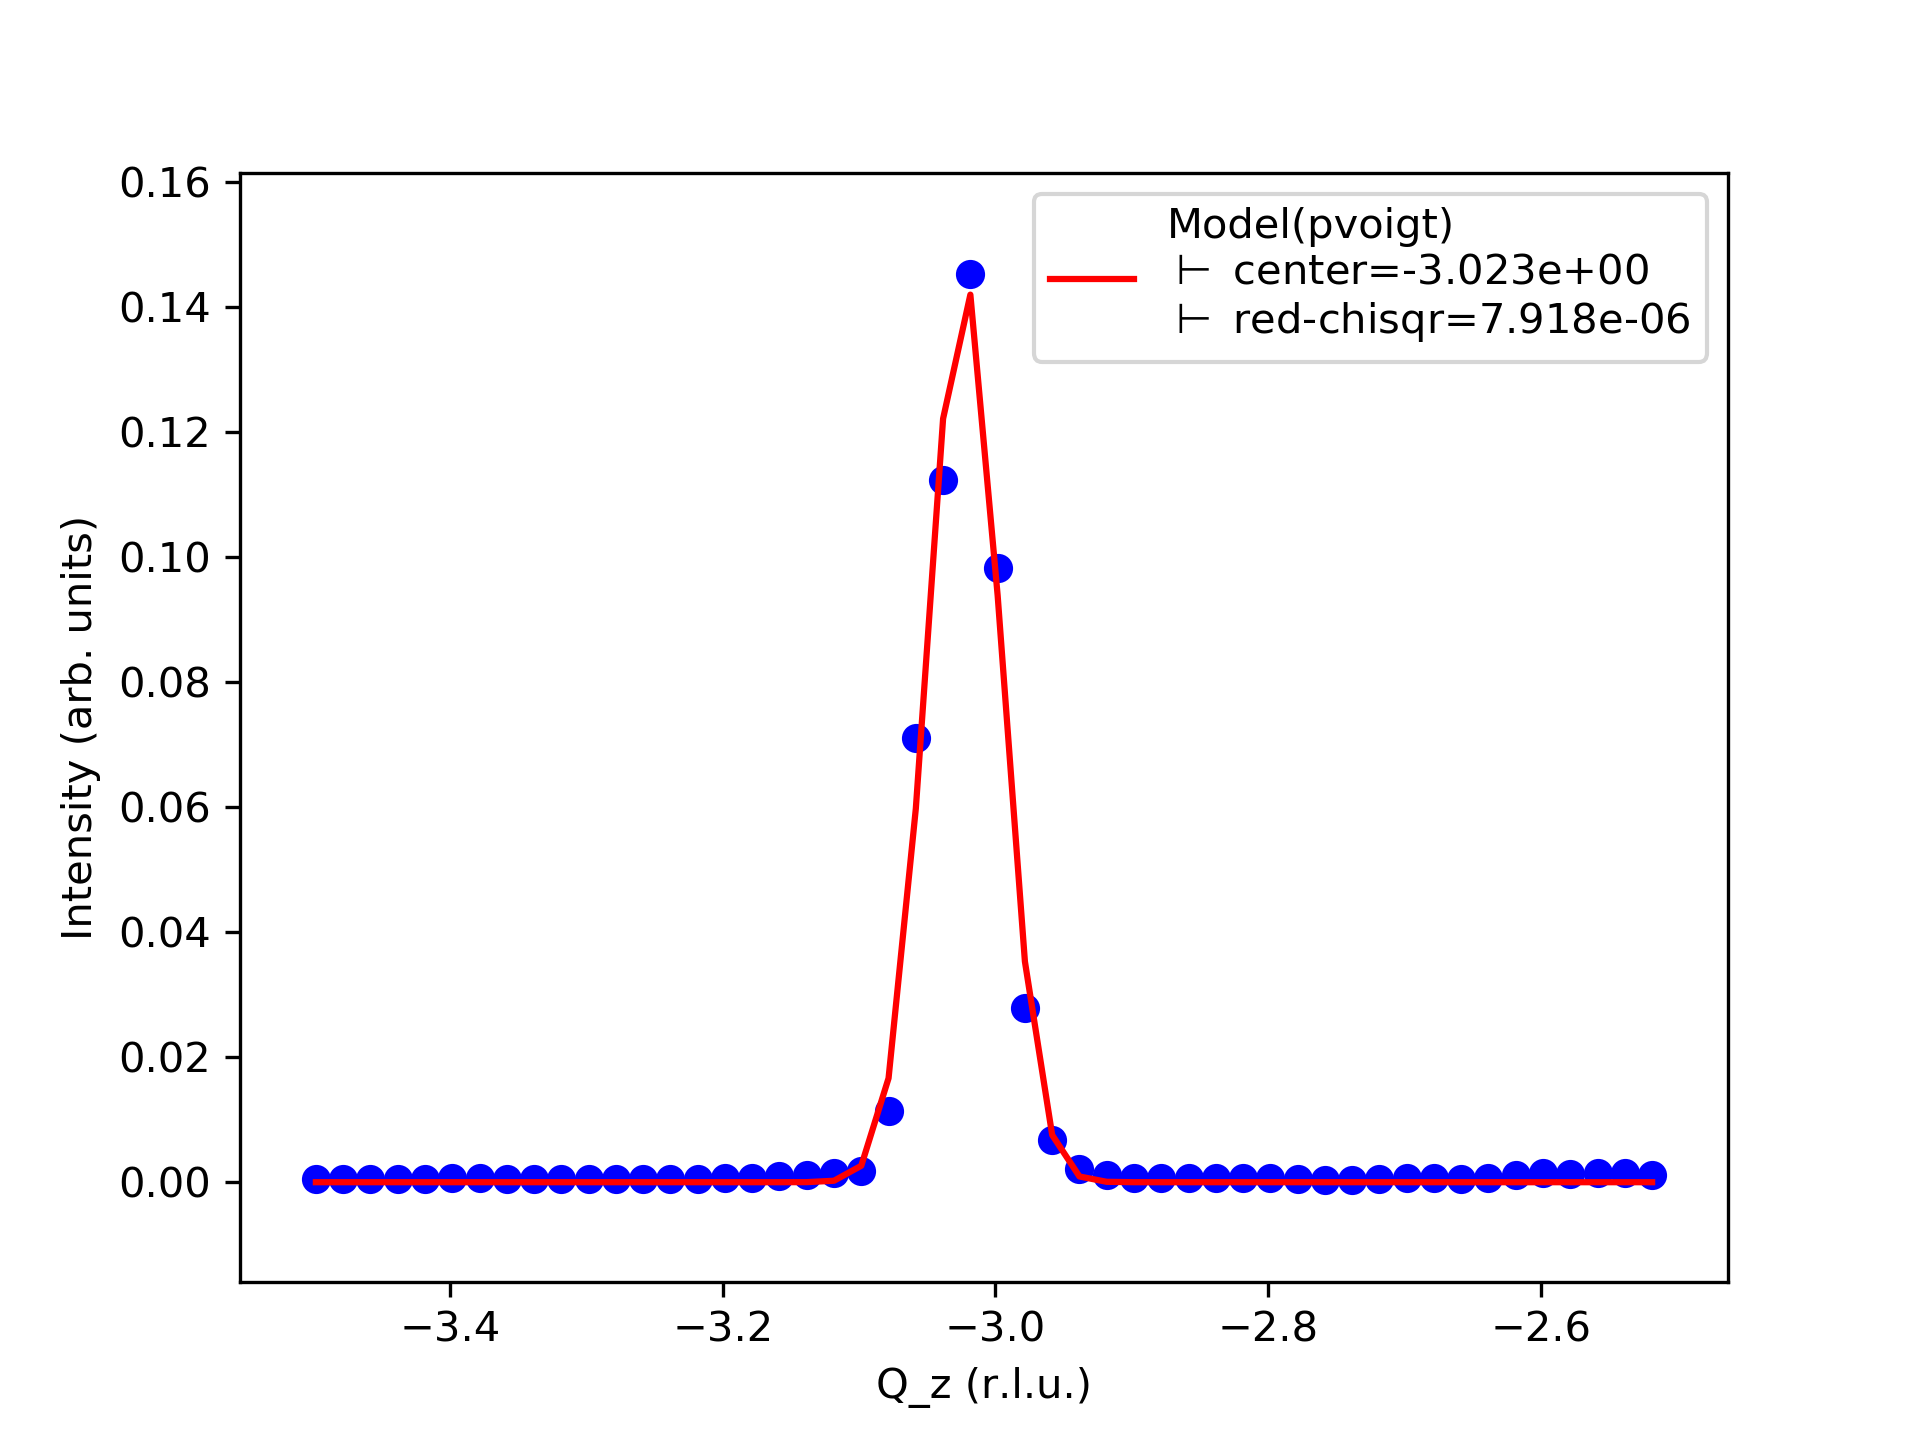 0.16
0.14
0.12
0.10
0.08
0.06
0.04
0.02
0.00
Intensity (arb. units)
Model(pvoigt)
⊢ center=-3.023e+00
⊢ red-chisqr=7.918e-06
−3.4 −3.2 −3.0 −2.8 −2.6
Q_z (r.l.u.)